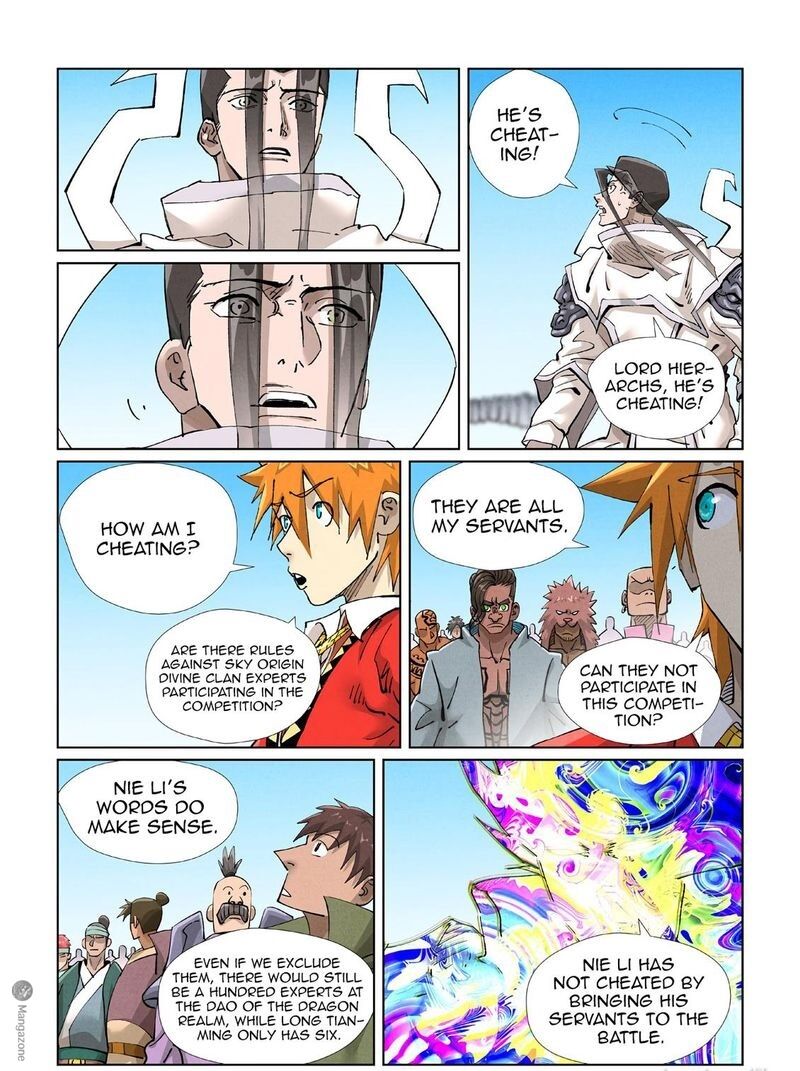 HE'S
CHEAT-
ING!
LORD HIER-
ARCHS, HE'S
CHEATING!
HOW AM I
CHEATING?
ARE THERE RULES
AGAINST SKY ORIGIN
DIVINE CLAN EXPERTS
PARTICIPATING IN THE
COMPETITION?
THEY ARE ALL
MY SERVANTS.
CAN THEY NOT
PARTICIPATE IN
THIS COMPETI-
TION?
NIE LI'S
WORDS DO
MAKE SENSE.
EVEN IF WE EXCLUDE
THEM, THERE WOULD STILL
BE A HUNDRED EXPERTS AT
THE DAO OF THE DRAGON
REALM, WHILE LONG TIAN-
MING ONLY HAS SIX.
NIE LI HAS
NOT CHEATED BY
BRINGING HIS
SERVANTS TO THE
BATTLE.
Mangazone